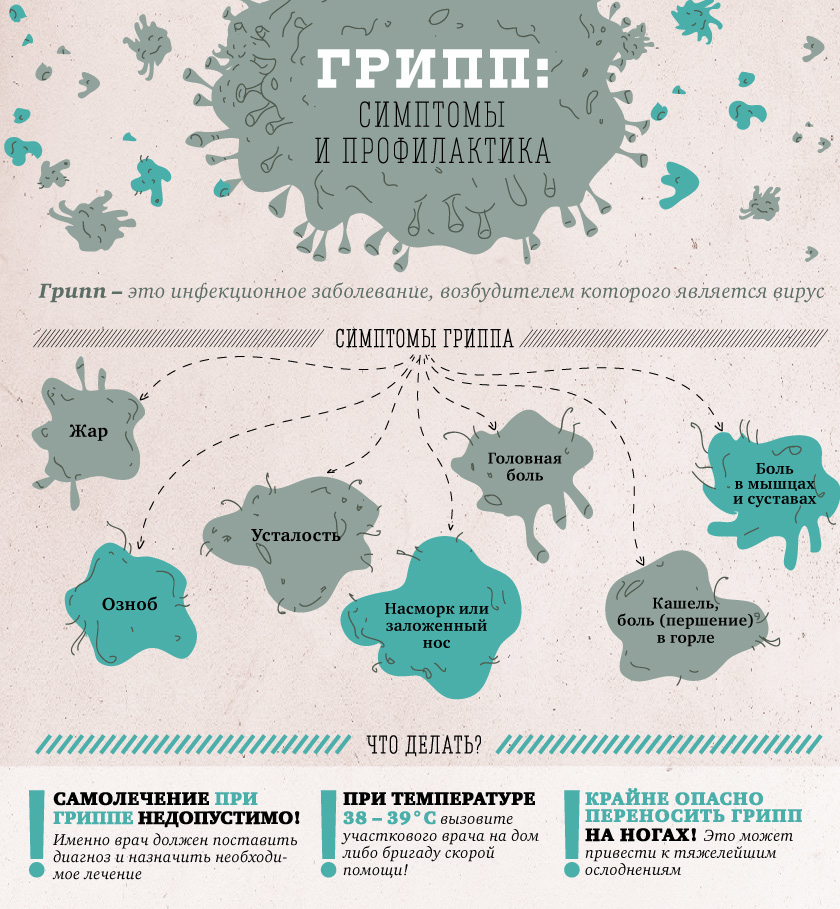 ГРИПП:
СИМПТОМЫ
И ПРОФИЛАКТИКА
Грипп – это инфекционное заболевание, возбудителем которого является вирус
СИМПТОМЫ ГРИППА
Жар
Головная
боль
Боль
в мышцах
и суставах
Усталость
Озноб
Насморк или
заложенный
нос
Кашель,
боль (першение)
в горле
ЧТО ДЕЛАТЬ?
САМОЛЕЧЕНИЕ ПРИ
ГРИППЕ НЕДОПУСТИМО!
Именно врач должен поставить
диагноз и назначить необходи-
мое лечение
ПРИ ТЕМПЕРАТУРЕ
38 – 39°C вызовите
участкового врача на дом
либо бригаду скорой
помощи!
КРАЙНЕ ОПАСНО
ПЕРЕНОСИТЬ ГРИПП
НА НОГАХ! Это может
привести к тяжелейшим
ослоднениям